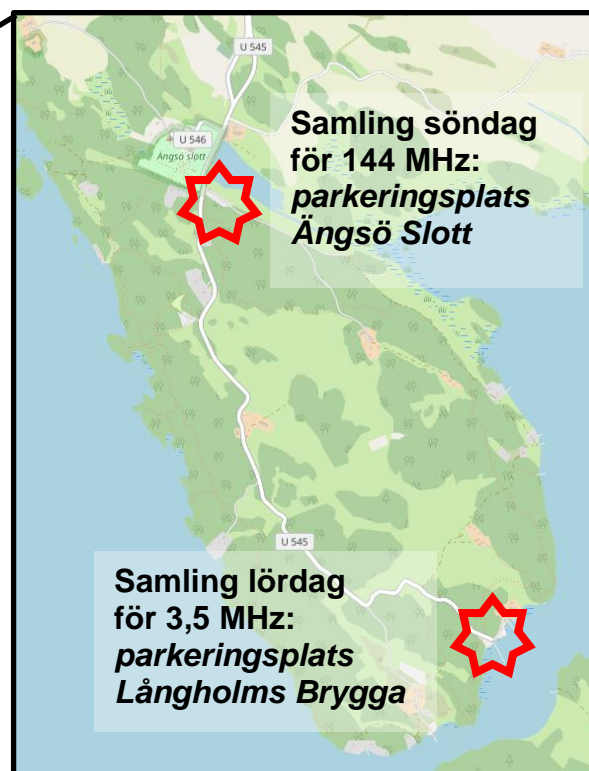 U 545
Samling söndag
för 144 MHz:
parkeringsplats
Ängsö Slott
U 546
Ängsö slott
U 545
Samling lördag
för 3,5 MHz:
parkeringsplats
Långholms Brygga